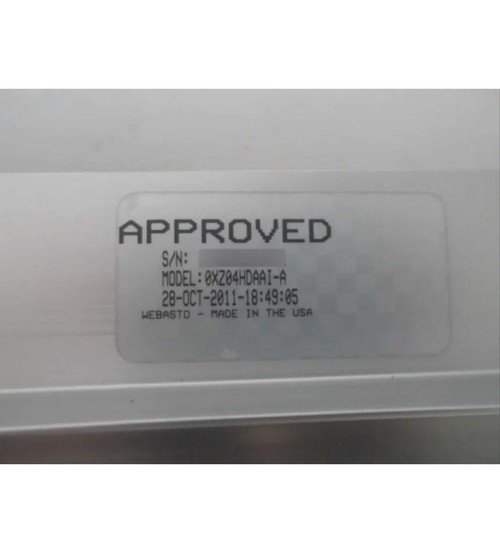 APPROVED
S/N:
MODEL:0XZ04HDAAI-A
28-OCT-2011-18:49:05
WEBASTO - MADE IN THE USA